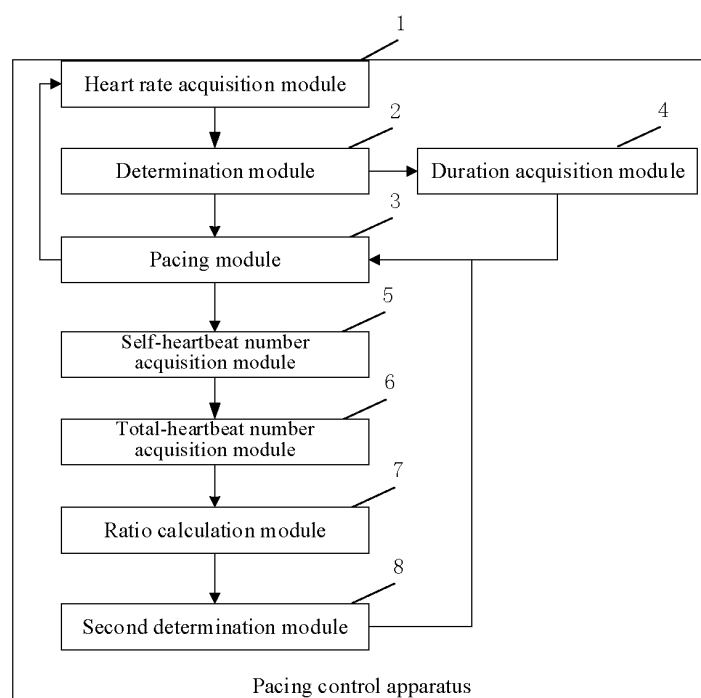 1
Heart rate acquisition module
2
4
Determination module
Duration acquisition module
3
Pacing module
5
Self-heartbeat number
acquisition module
6
Total-heartbeat number
acquisition module
7
Ratio calculation module
8
Second determination module
Pacing control apparatus